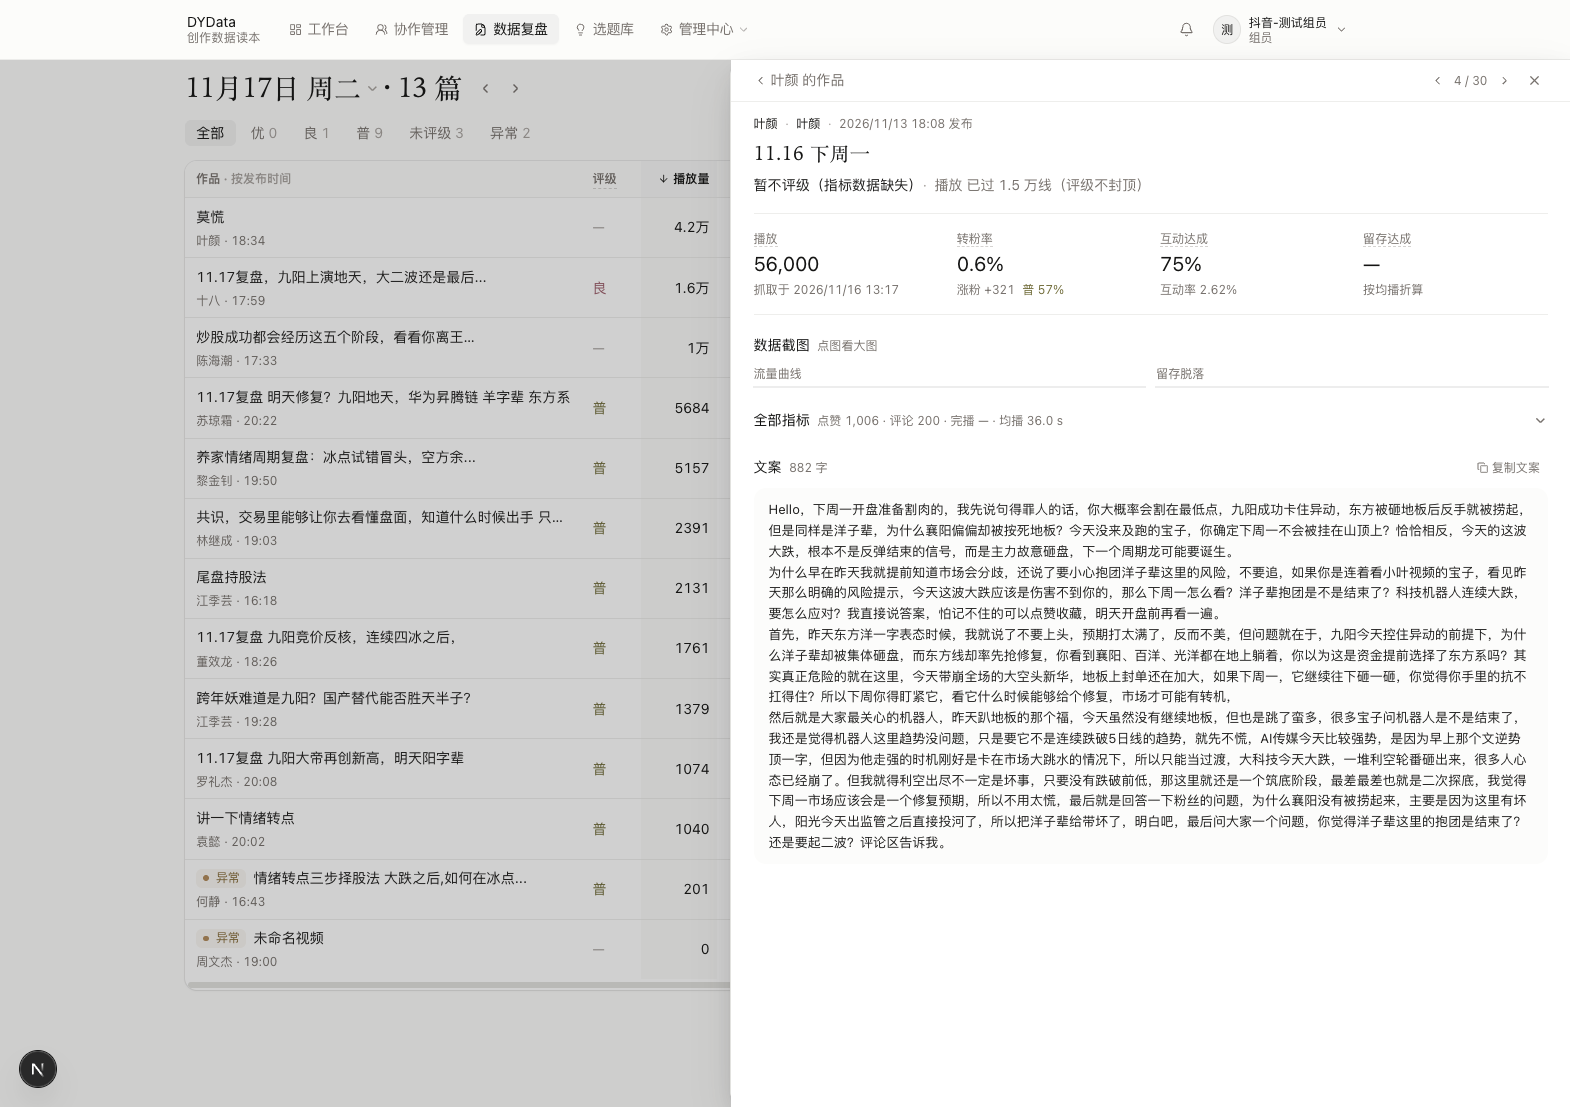 DYData
创作数据读本
工作台
协作管理
数据复盘
选题库
管理中心
测
抖音-测试组员
组员
11月17日 周二 · 13 篇
全部
优 0
良 1
普 9
未评级 3
异常 2
作品 · 按发布时间
评级
↓ 播放量
莫慌
叶颜 · 18:34
—
4.2万
11.17复盘，九阳上演地天，大二波还是最后...
十八 · 17:59
良
1.6万
炒股成功都会经历这五个阶段，看看你离王...
陈海潮 · 17:33
—
1万
11.17复盘 明天修复？九阳地天，华为昇腾链 羊字辈 东方系
苏琼霜 · 20:22
普
5684
养家情绪周期复盘：冰点试错冒头，空方余...
黎金钊 · 19:50
普
5157
共识，交易里能够让你去看懂盘面，知道什么时候出手 只...
林继成 · 19:03
普
2391
尾盘持股法
江季芸 · 16:18
普
2131
11.17复盘 九阳竞价反核，连续四冰之后，
董效龙 · 18:26
普
1761
跨年妖难道是九阳？国产替代能否胜天半子？
江季芸 · 19:28
普
1379
11.17复盘 九阳大帝再创新高，明天阳字辈
罗礼杰 · 20:08
普
1074
讲一下情绪转点
袁懿 · 20:02
普
1040
异常 情绪转点三步择股法 大跌之后,如何在冰点...
何静 · 16:43
普
201
异常 未命名视频
周文杰 · 19:00
—
0
N
叶颜 的作品
4 / 30
叶颜 · 叶颜 · 2026/11/13 18:08 发布
11.16 下周一
暂不评级（指标数据缺失） · 播放 已过 1.5 万线（评级不封顶）
播放
56,000
抓取于 2026/11/16 13:17
转粉率
0.6%
涨粉 +321 普 57%
互动达成
75%
互动率 2.62%
留存达成
—
按均播折算
数据截图 点图看大图
流量曲线
留存脱落
全部指标 点赞 1,006 · 评论 200 · 完播 — · 均播 36.0 s
文案 882 字
复制文案
Hello，下周一开盘准备割肉的，我先说句得罪人的话，你大概率会割在最低点，九阳成功卡住异动，东方被砸地板后反手就被捞起，
但是同样是洋子辈，为什么襄阳偏偏却被按死地板？今天没来及跑的宝子，你确定下周一不会被挂在山顶上？恰恰相反，今天的这波
大跌，根本不是反弹结束的信号，而是主力故意砸盘，下一个周期龙可能要诞生。
为什么早在昨天我就提前知道市场会分歧，还说了要小心抱团洋子辈这里的风险，不要追，如果你是连着看小叶视频的宝子，看见昨
天那么明确的风险提示，今天这波大跌应该是伤害不到你的，那么下周一怎么看？洋子辈抱团是不是结束了？科技机器人连续大跌，
要怎么应对？我直接说答案，怕记不住的可以点赞收藏，明天开盘前再看一遍。
首先，昨天东方洋一字表态时候，我就说了不要上头，预期打太满了，反而不美，但问题就在于，九阳今天控住异动的前提下，为什
么洋子辈却被集体砸盘，而东方线却率先抢修复，你看到襄阳、百洋、光洋都在地上躺着，你以为这是资金提前选择了东方系吗？其
实真正危险的就在这里，今天带崩全场的大空头新华，地板上封单还在加大，如果下周一，它继续往下砸一砸，你觉得你手里的抗不
扛得住？所以下周你得盯紧它，看它什么时候能够给个修复，市场才可能有转机，
然后就是大家最关心的机器人，昨天趴地板的那个福，今天虽然没有继续地板，但也是跳了蛮多，很多宝子问机器人是不是结束了，
我还是觉得机器人这里趋势没问题，只是要它不是连续跌破5日线的趋势，就先不慌，AI传媒今天比较强势，是因为早上那个文逆势
顶一字，但因为他走强的时机刚好是卡在市场大跳水的情况下，所以只能当过渡，大科技今天大跌，一堆利空轮番砸出来，很多人心
态已经崩了。但我就得利空出尽不一定是坏事，只要没有跌破前低，那这里就还是一个筑底阶段，最差最差也就是二次探底，我觉得
下周一市场应该会是一个修复预期，所以不用太慌，最后就是回答一下粉丝的问题，为什么襄阳没有被捞起来，主要是因为这里有坏
人，阳光今天出监管之后直接投河了，所以把洋子辈给带坏了，明白吧，最后问大家一个问题，你觉得洋子辈这里的抱团是结束了？
还是要起二波？评论区告诉我。